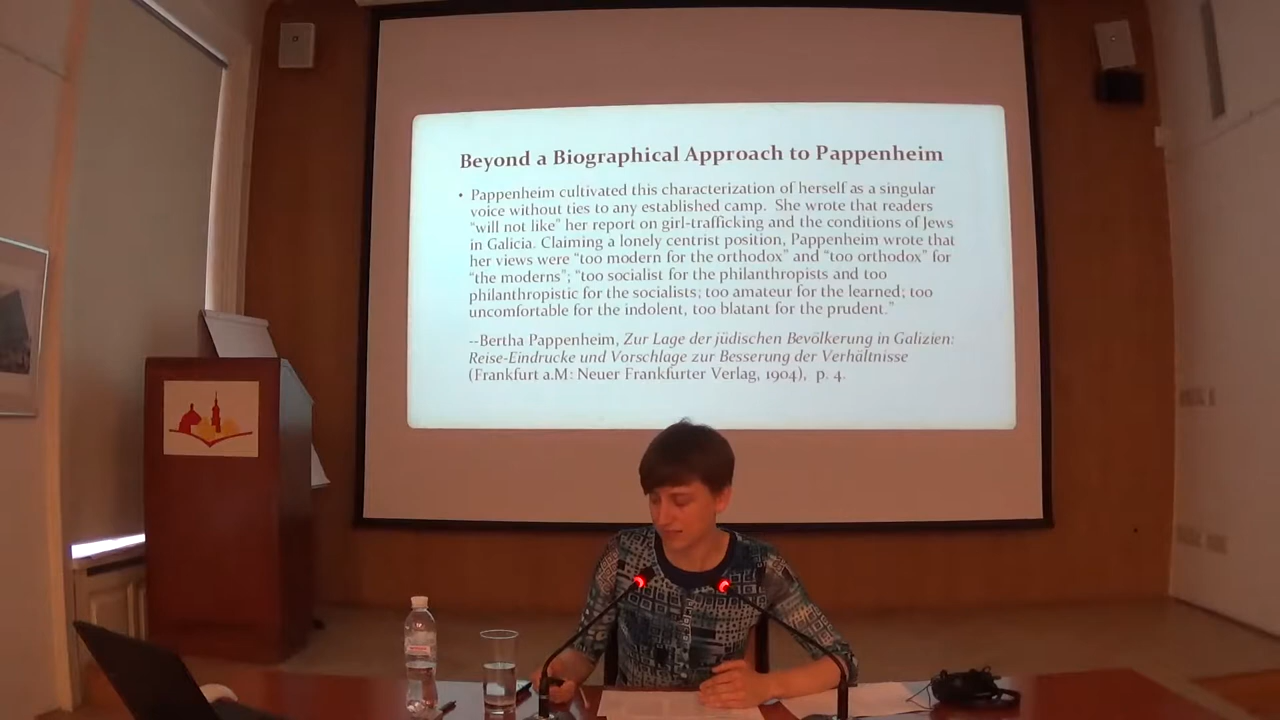 Beyond a Biographical Approach to Pappenheim
• Pappenheim cultivated this characterization of herself as a singular
voice without ties to any established camp. She wrote that readers
"will not like" her report on girl-trafficking and the conditions of Jews
in Galicia. Claiming a lonely centrist position, Pappenheim wrote that
her views were "too modern for the orthodox" and "too orthodox" for
"the moderns"; "too socialist for the philanthropists and too
philanthropistic for the socialists; too amateur for the learned; too
uncomfortable for the indolent, too blatant for the prudent."
--Bertha Pappenheim, Zur Lage der jüdischen Bevölkerung in Galizien:
Reise-Eindrucke und Vorschlage zur Besserung der Verhältnisse
(Frankfurt a.M: Neuer Frankfurter Verlag, 1904), p. 4.